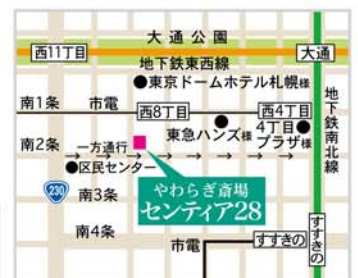 大通公園
西11丁目
大通
地下鉄東西線
●東京ドームホテル札幌様
南1条
市電
西8丁目
西4丁目
東急ハンズ様
4丁目●
プラザ様
地下鉄南北線
南2条
一方通行
→ → → → → → →
●区民センター
やわらぎ斎場
センティア28
230
南3条
南4条
市電
すすきの
すすきの